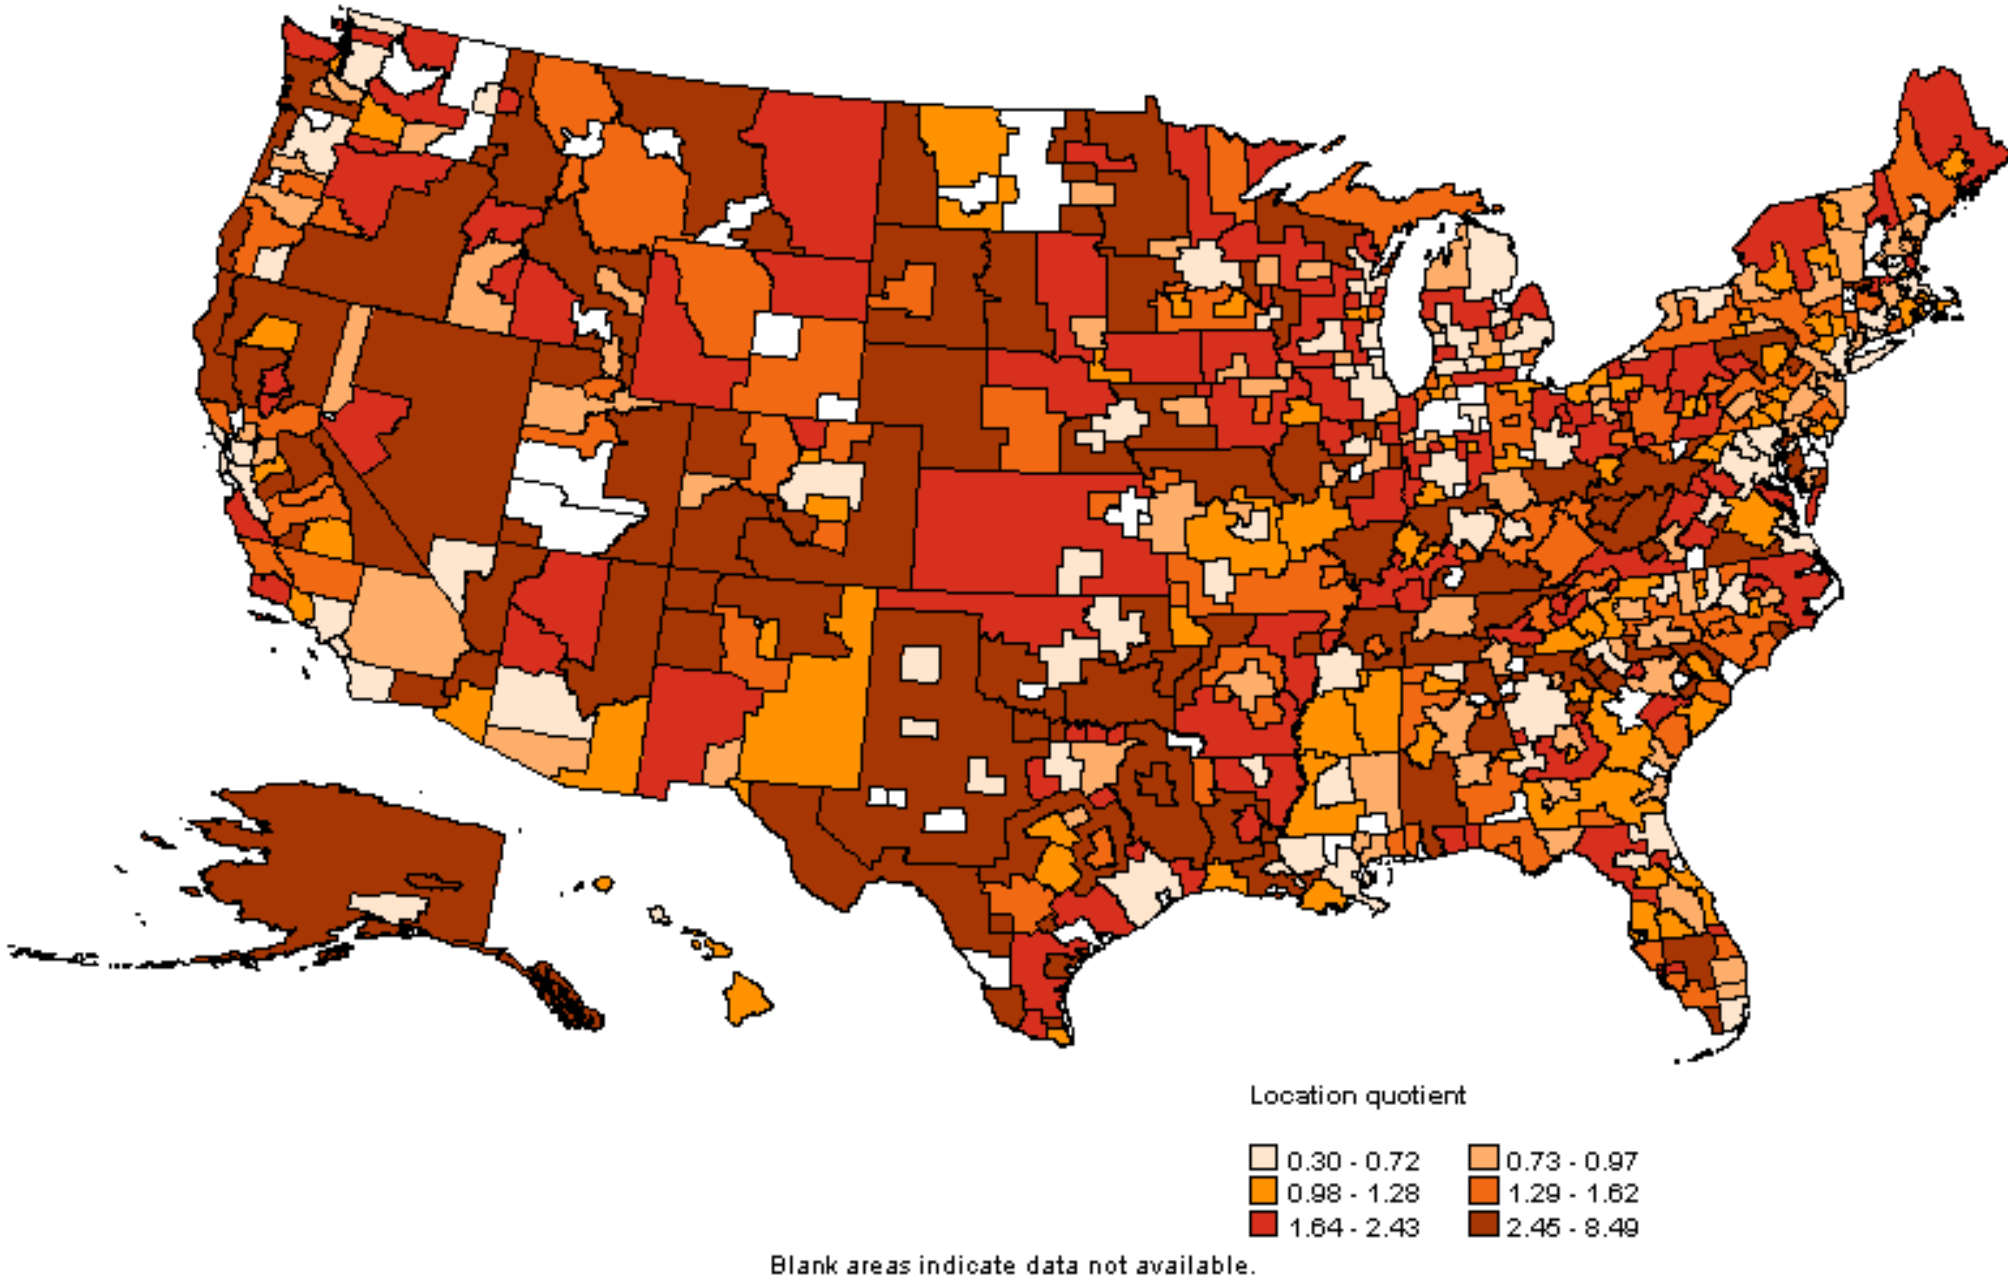 Location quotient
0.30 - 0.72 0.73 - 0.97
0.98 - 1.28 1.29 - 1.62
1.64 - 2.43 2.45 - 8.49
Blank areas indicate data not available.